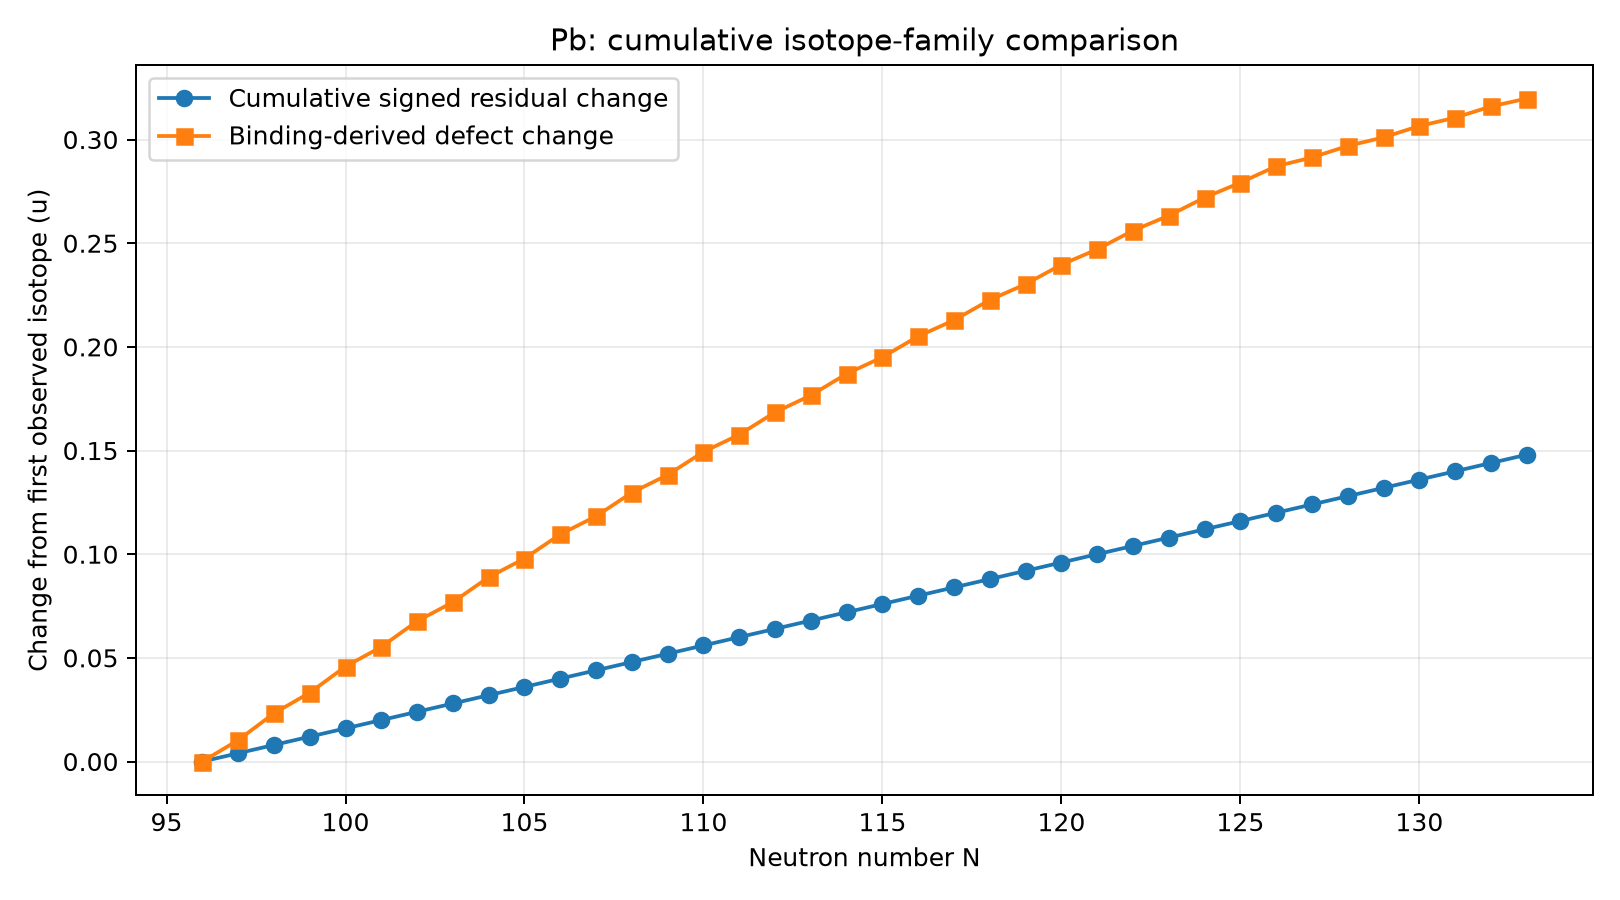 Pb: cumulative isotope-family comparison
Cumulative signed residual change
Binding-derived defect change
Change from first observed isotope (u)
0.30
0.25
0.20
0.15
0.10
0.05
0.00
95 100 105 110 115 120 125 130
Neutron number N